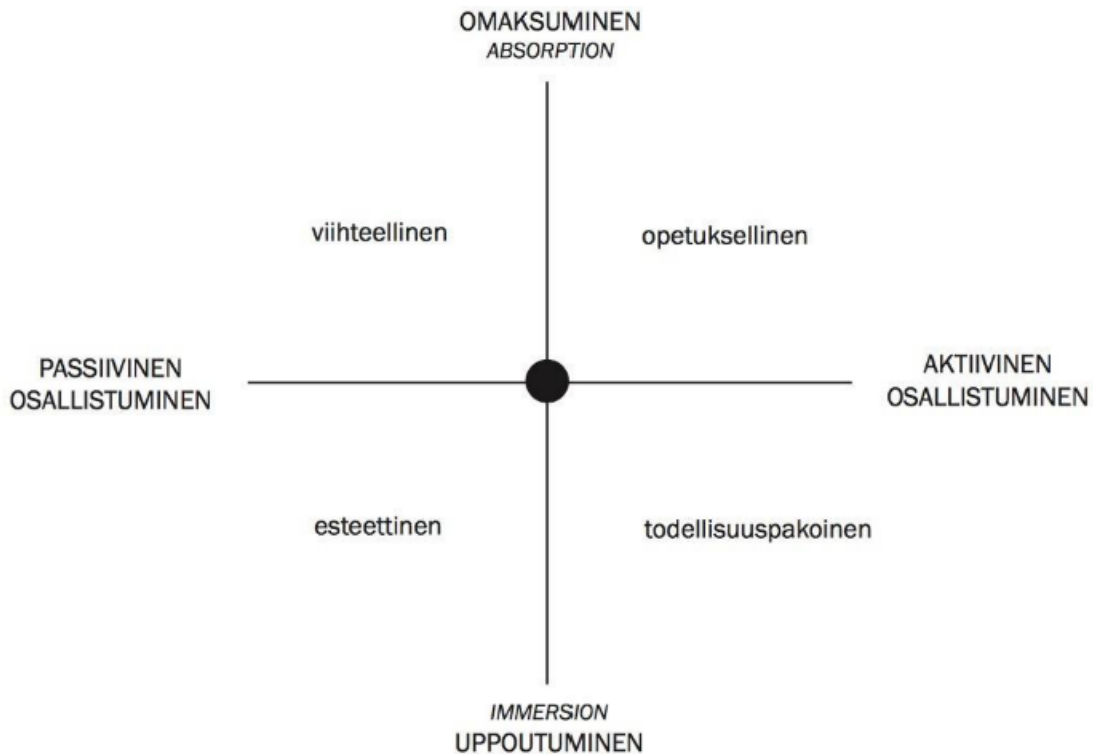 OMAKSUMINEN
ABSORPTION
viihteellinen
opetuksellinen
PASSIIVINEN
OSALLISTUMINEN
AKTIIVINEN
OSALLISTUMINEN
esteettinen
todellisuuspakoinen
IMMERSION
UPPOUTUMINEN